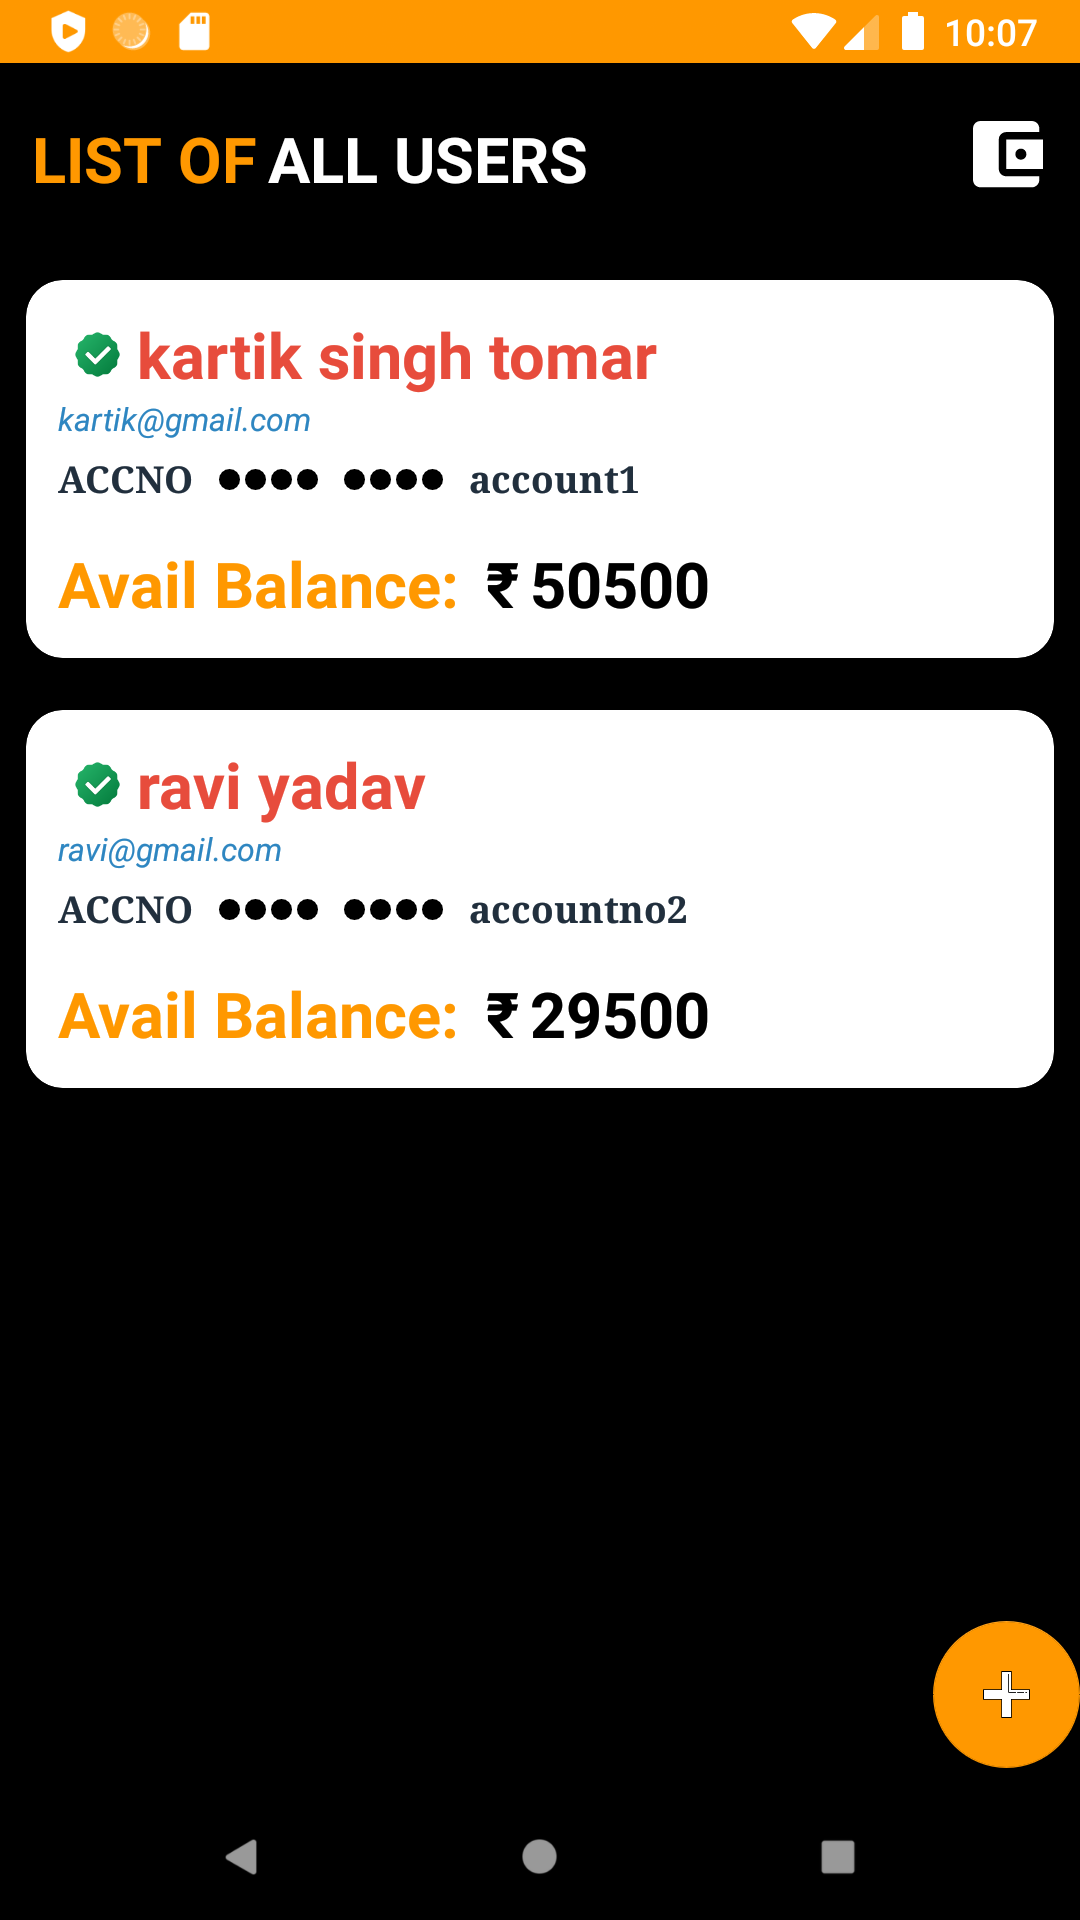 10:07
LIST OF ALL USERS
kartik singh tomar
kartik@gmail.com
ACCNO ●●●● ●●●● account1
Avail Balance: ₹ 50500
ravi yadav
ravi@gmail.com
ACCNO ●●●● ●●●● accountno2
Avail Balance: ₹ 29500